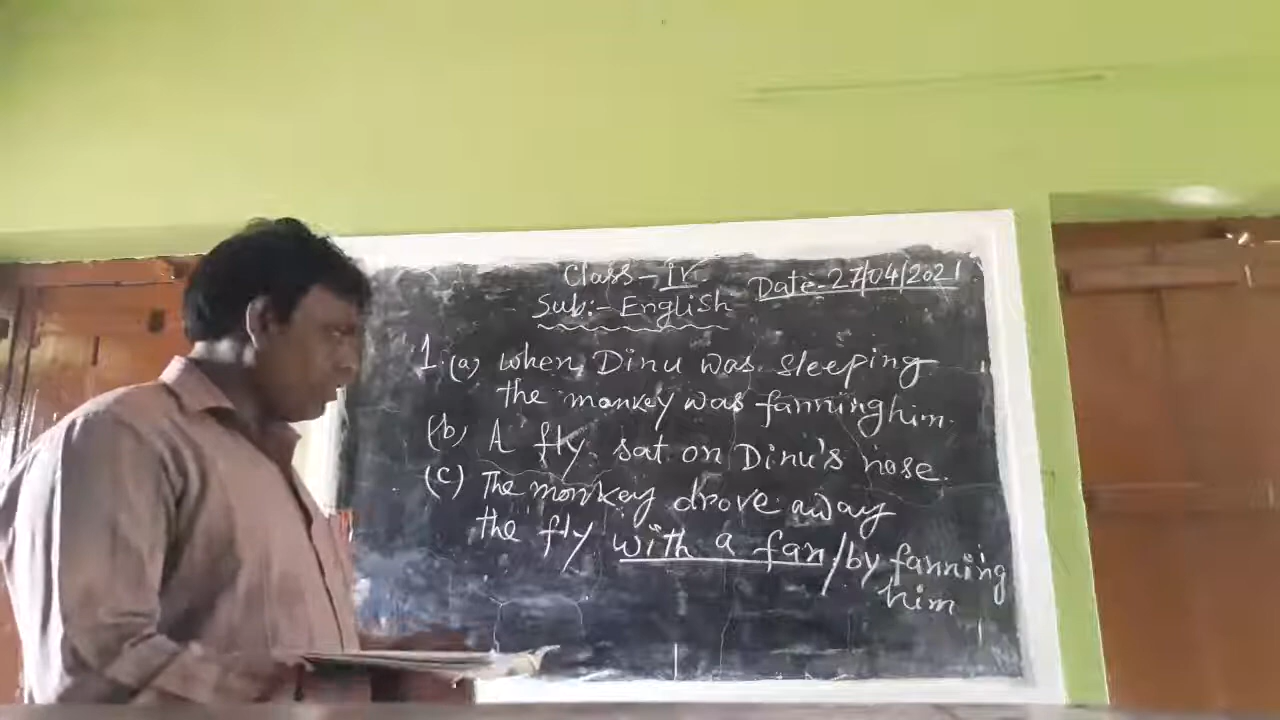 Class-IV Date-27/04/2021
Sub:- English
1.(a) when Dinu was sleeping
the monkey was fanning him.
(b) A fly sat on Dinu's nose.
(c) The monkey drove away
the fly with a fan/by fanning
him